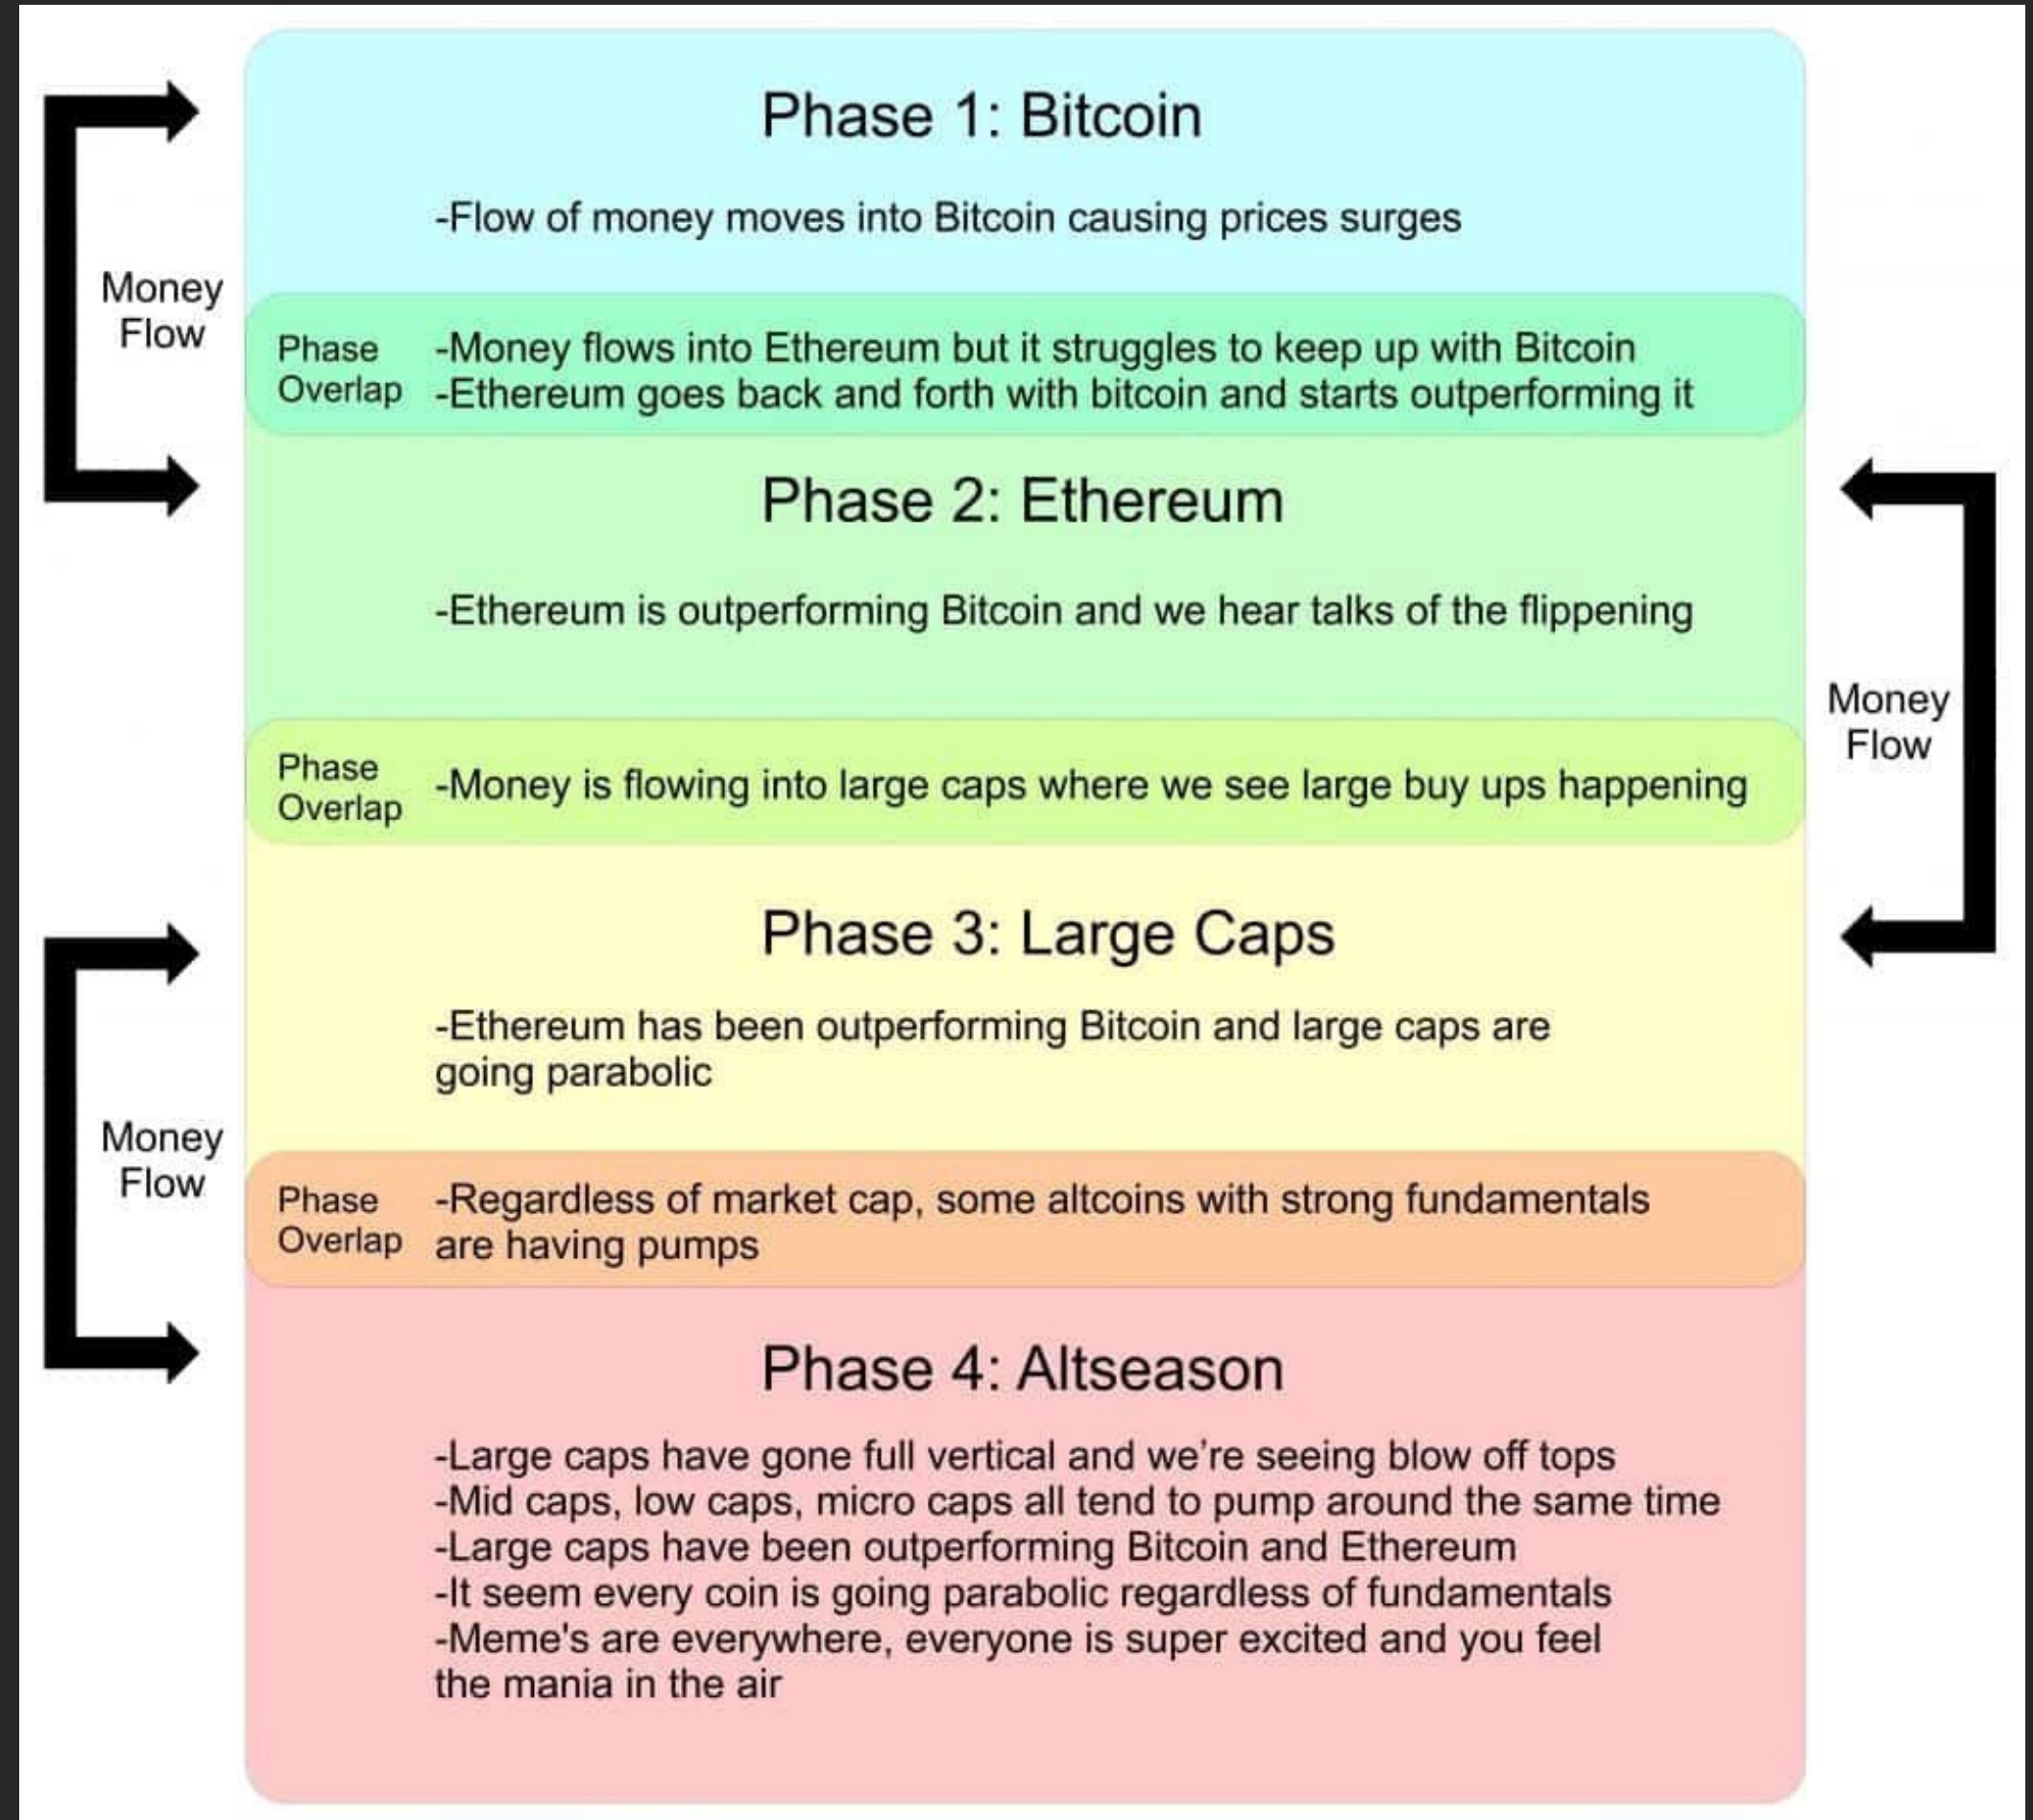 Phase 1: Bitcoin
-Flow of money moves into Bitcoin causing prices surges
Money
Flow
Phase
Overlap
-Money flows into Ethereum but it struggles to keep up with Bitcoin
-Ethereum goes back and forth with bitcoin and starts outperforming it
Phase 2: Ethereum
-Ethereum is outperforming Bitcoin and we hear talks of the flippening
Money
Flow
Phase
Overlap
-Money is flowing into large caps where we see large buy ups happening
Phase 3: Large Caps
-Ethereum has been outperforming Bitcoin and large caps are
going parabolic
Money
Flow
Phase
Overlap
-Regardless of market cap, some altcoins with strong fundamentals
are having pumps
Phase 4: Altseason
-Large caps have gone full vertical and we're seeing blow off tops
-Mid caps, low caps, micro caps all tend to pump around the same time
-Large caps have been outperforming Bitcoin and Ethereum
-It seem every coin is going parabolic regardless of fundamentals
-Meme's are everywhere, everyone is super excited and you feel
the mania in the air